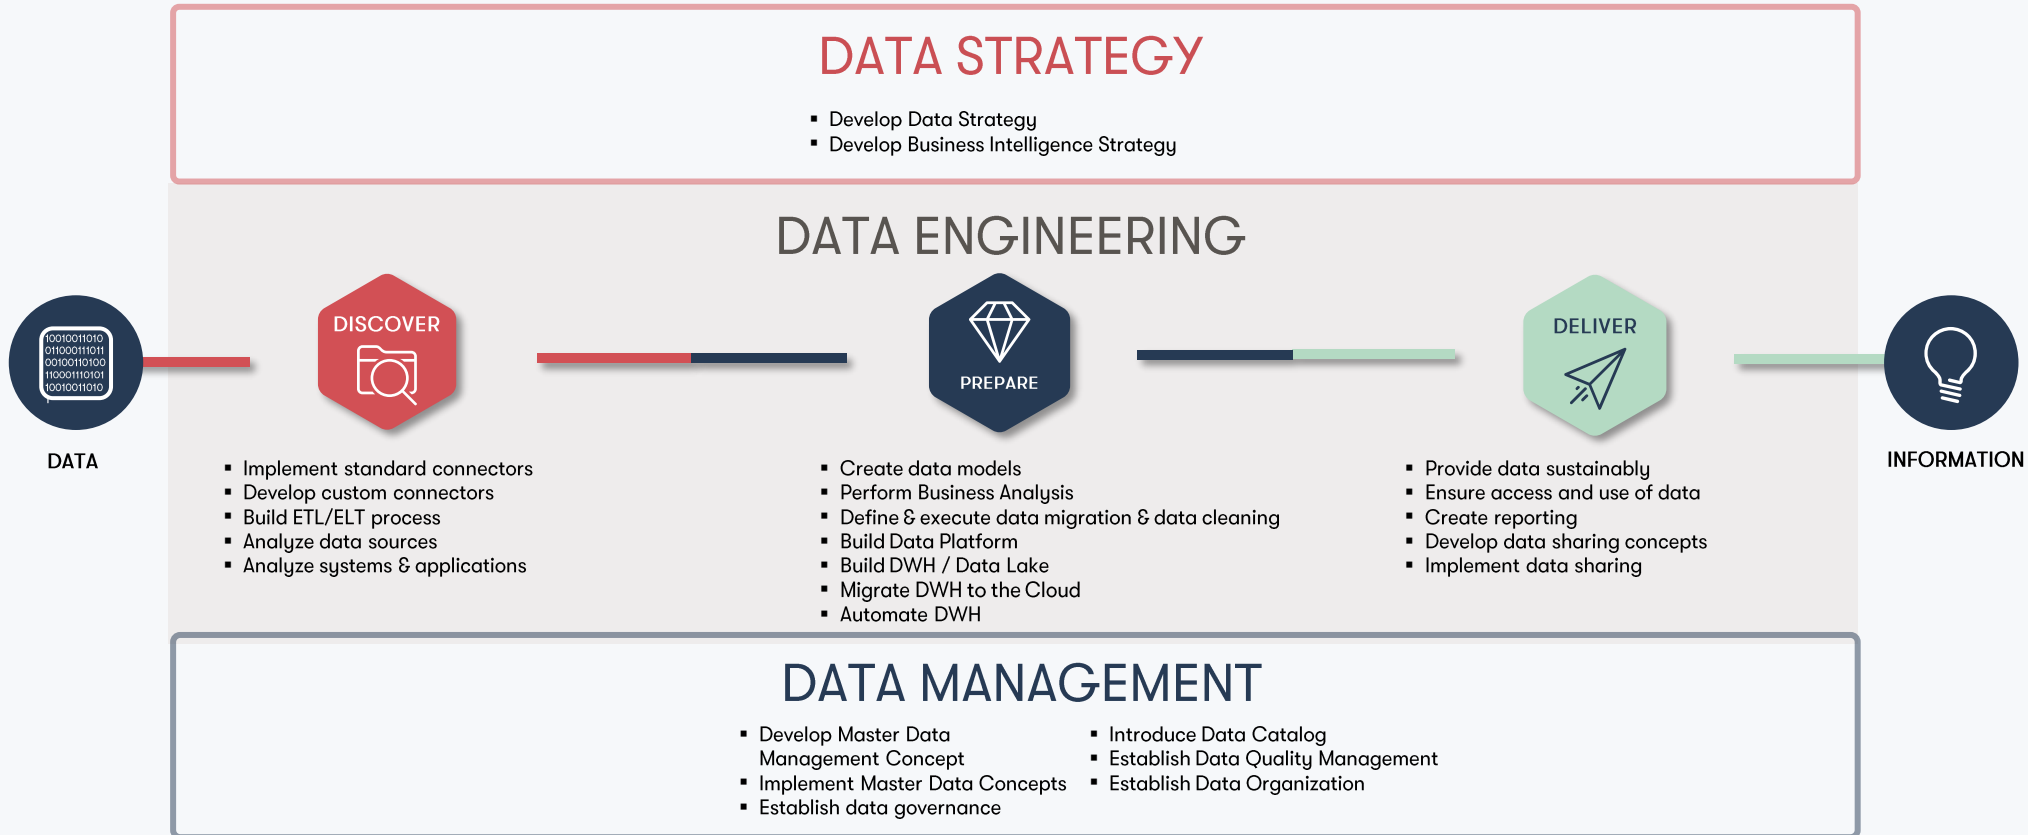 DATA STRATEGY
▪ Develop Data Strategy
▪ Develop Business Intelligence Strategy
DATA ENGINEERING
10010011010
011000111011
00100110100
110001110101
10010011010
DATA
DISCOVER
▪ Implement standard connectors
▪ Develop custom connectors
▪ Build ETL/ELT process
▪ Analyze data sources
▪ Analyze systems & applications
PREPARE
▪ Create data models
▪ Perform Business Analysis
▪ Define & execute data migration & data cleaning
▪ Build Data Platform
▪ Build DWH / Data Lake
▪ Migrate DWH to the Cloud
▪ Automate DWH
DELIVER
▪ Provide data sustainably
▪ Ensure access and use of data
▪ Create reporting
▪ Develop data sharing concepts
▪ Implement data sharing
INFORMATION
DATA MANAGEMENT
▪ Develop Master Data
Management Concept
▪ Implement Master Data Concepts
▪ Establish data governance
▪ Introduce Data Catalog
▪ Establish Data Quality Management
▪ Establish Data Organization